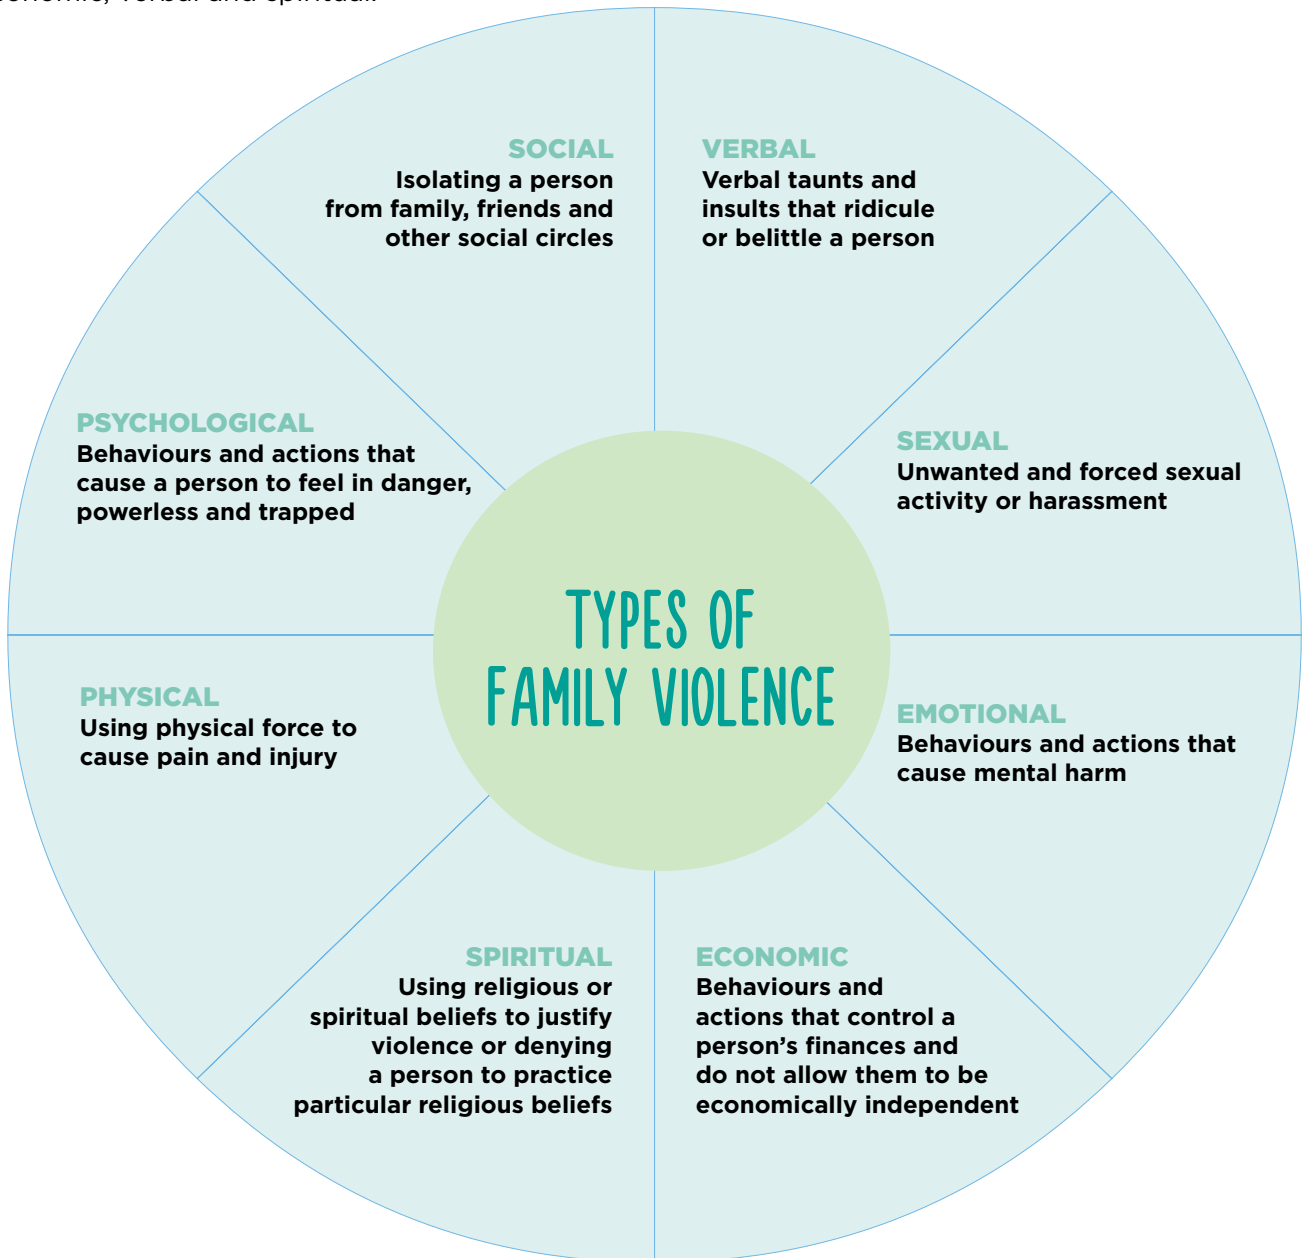 verbal and spiritual.
SOCIAL
Isolating a person
from family, friends and
other social circles
VERBAL
Verbal taunts and
insults that ridicule
or belittle a person
PSYCHOLOGICAL
Behaviours and actions that
cause a person to feel in danger,
powerless and trapped
SEXUAL
Unwanted and forced sexual
activity or harassment
TYPES OF
FAMILY VIOLENCE
PHYSICAL
Using physical force to
cause pain and injury
EMOTIONAL
Behaviours and actions that
cause mental harm
SPIRITUAL
Using religious or
spiritual beliefs to justify
violence or denying
a person to practice
particular religious beliefs
ECONOMIC
Behaviours and
actions that control a
person’s finances and
do not allow them to be
economically independent